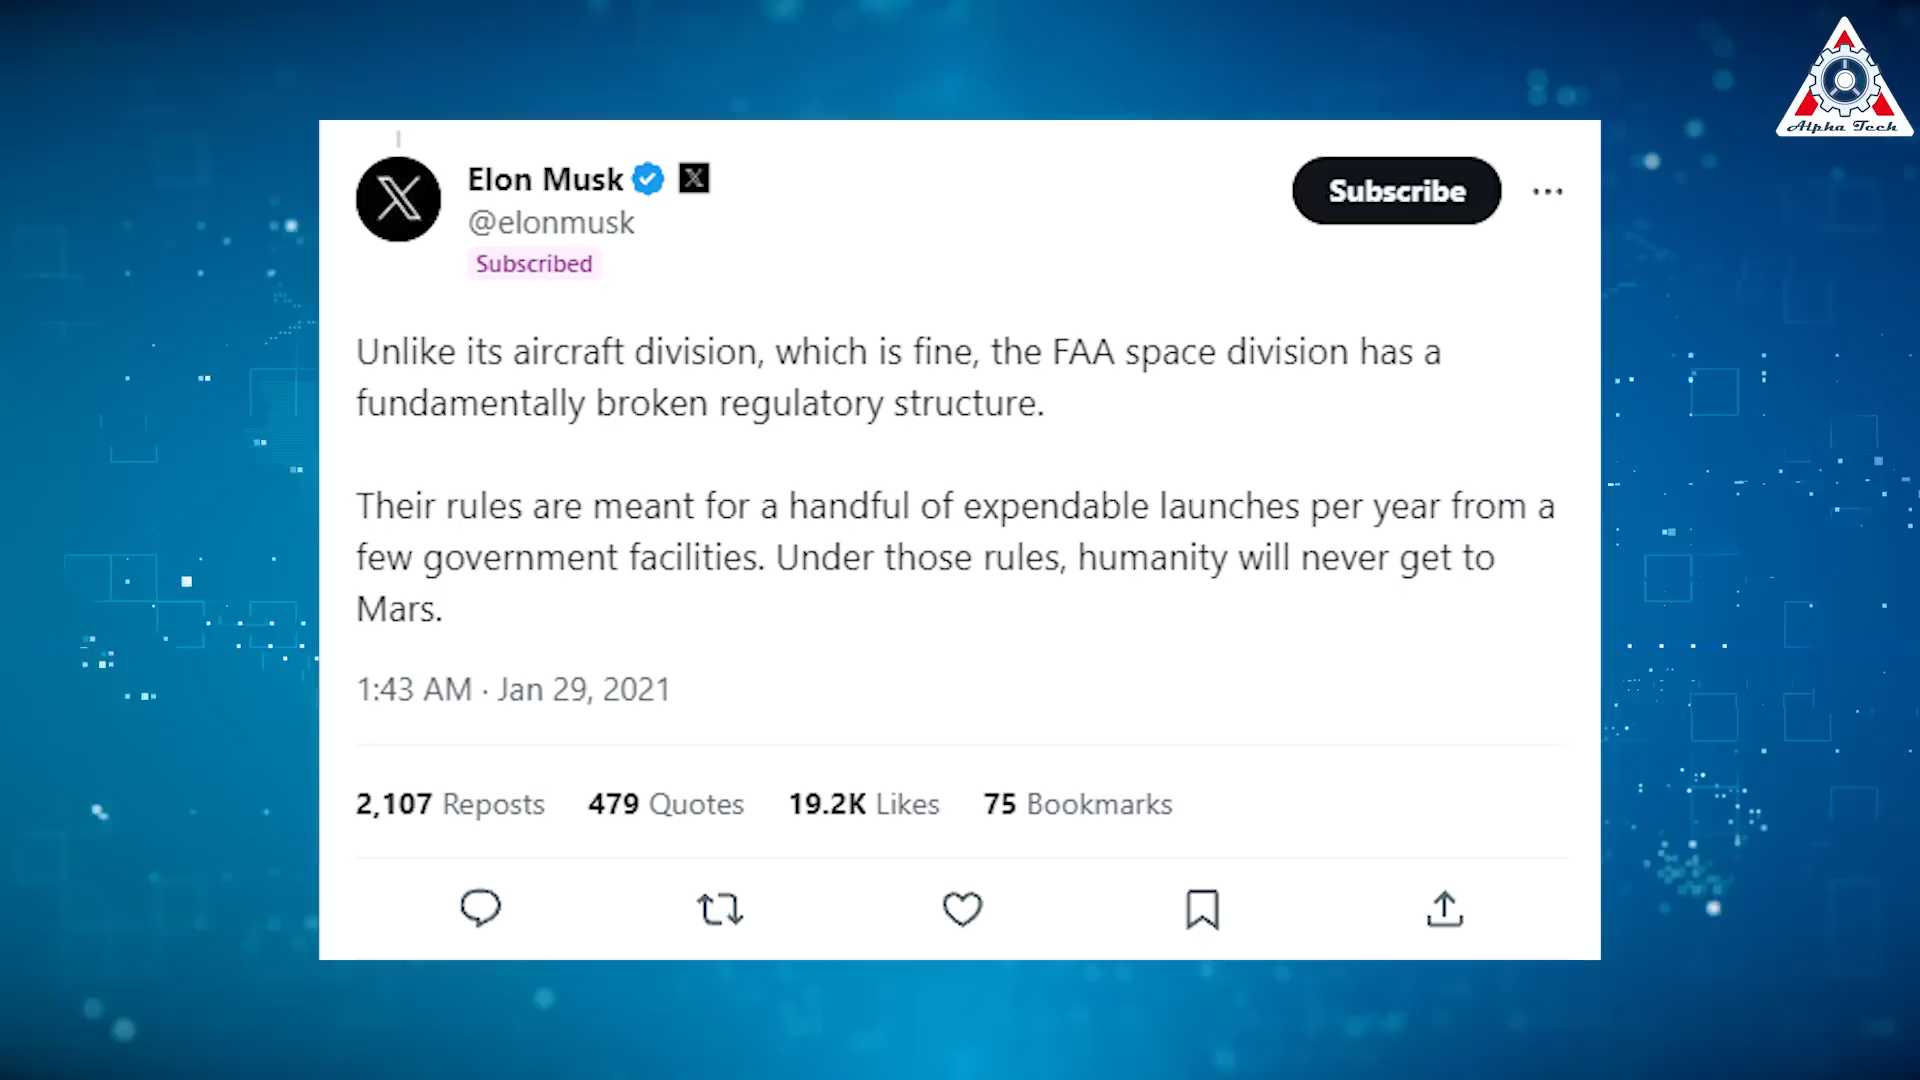 Alpha Tech
Elon Musk
@elonmusk
Subscribed
Subscribe
Unlike its aircraft division, which is fine, the FAA space division has a
fundamentally broken regulatory structure.
Their rules are meant for a handful of expendable launches per year from a
few government facilities. Under those rules, humanity will never get to
Mars.
1:43 AM · Jan 29, 2021
2,107 Reposts 479 Quotes 19.2K Likes 75 Bookmarks